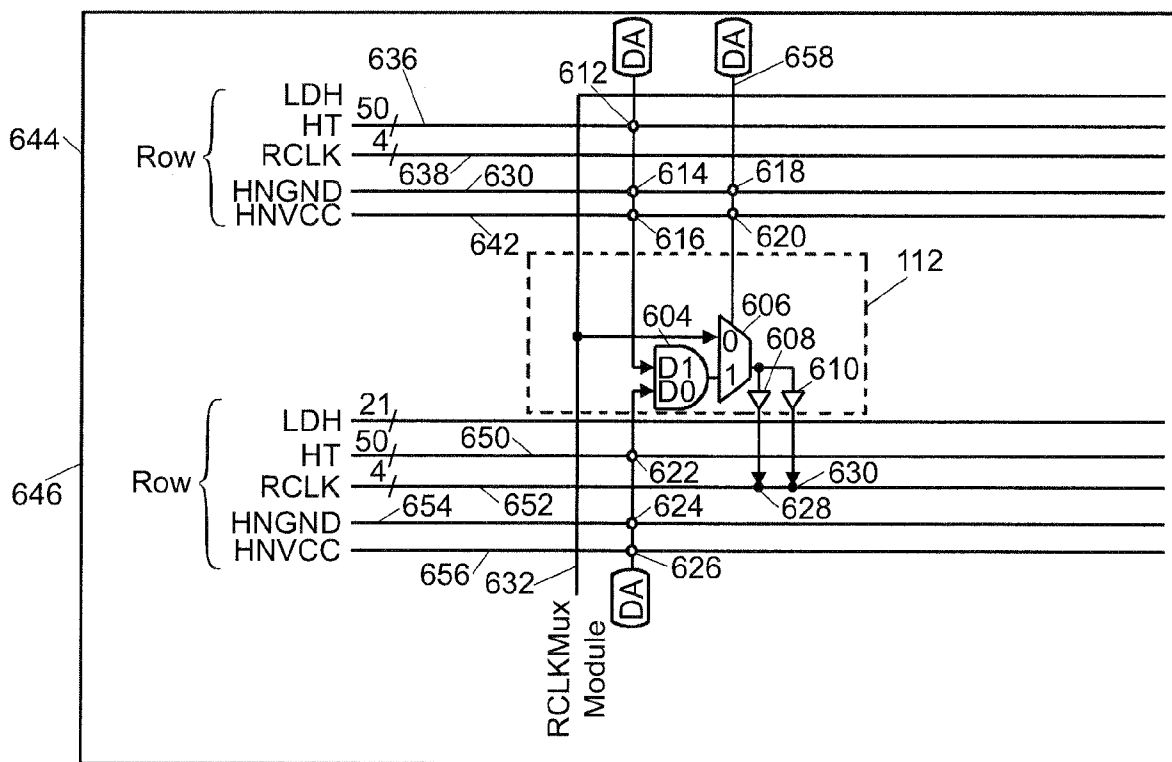 DA DA
636 612 658
LDH
HT 50
644
Row
RCLK 4
638 630 614 618
HNGND
HNVCC
642 616 620
112
604 606
608
0
D1 1 610
D0
LDH 21
HT 50 650
646
Row
622 630
RCLK 4
654 652 624 628
HNGND
HNVCC
656 632 626
DA
RCLKMux
Module